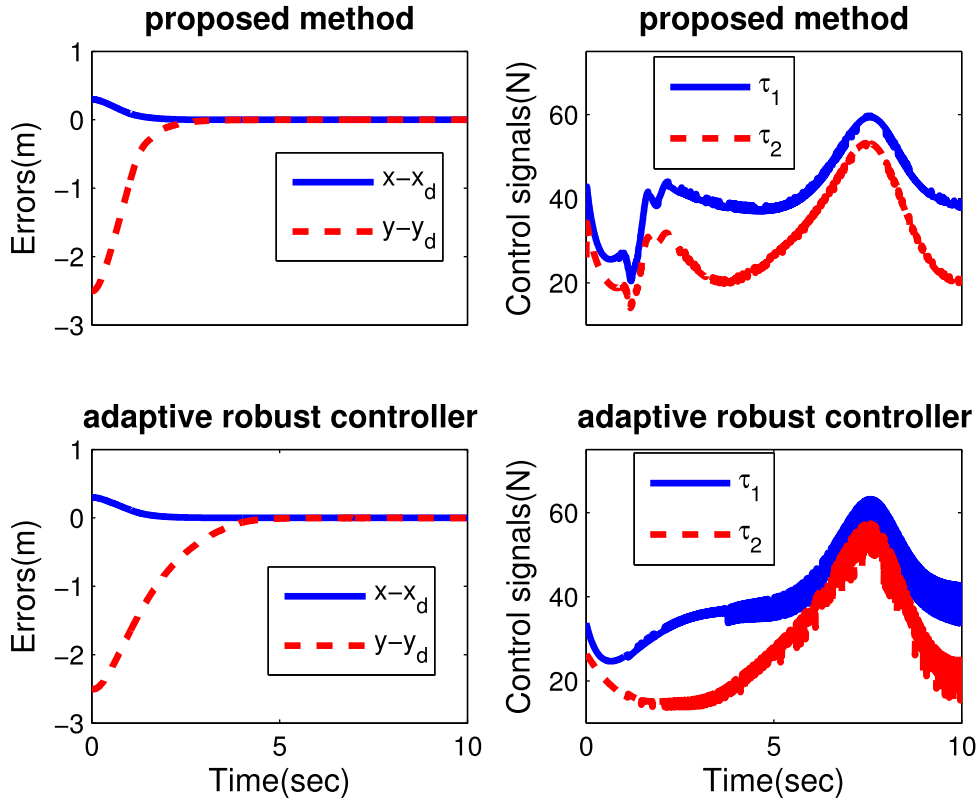 proposed method
1
0
−1
−2
−3
Errors(m)
x−x_d
y−y_d
proposed method
60
40
20
Control signals(N)
τ_1
τ_2
adaptive robust controller
1
0
−1
−2
−3
0
5
10
Errors(m)
Time(sec)
x−x_d
y−y_d
adaptive robust controller
60
40
20
0
5
10
Control signals(N)
Time(sec)
τ_1
τ_2